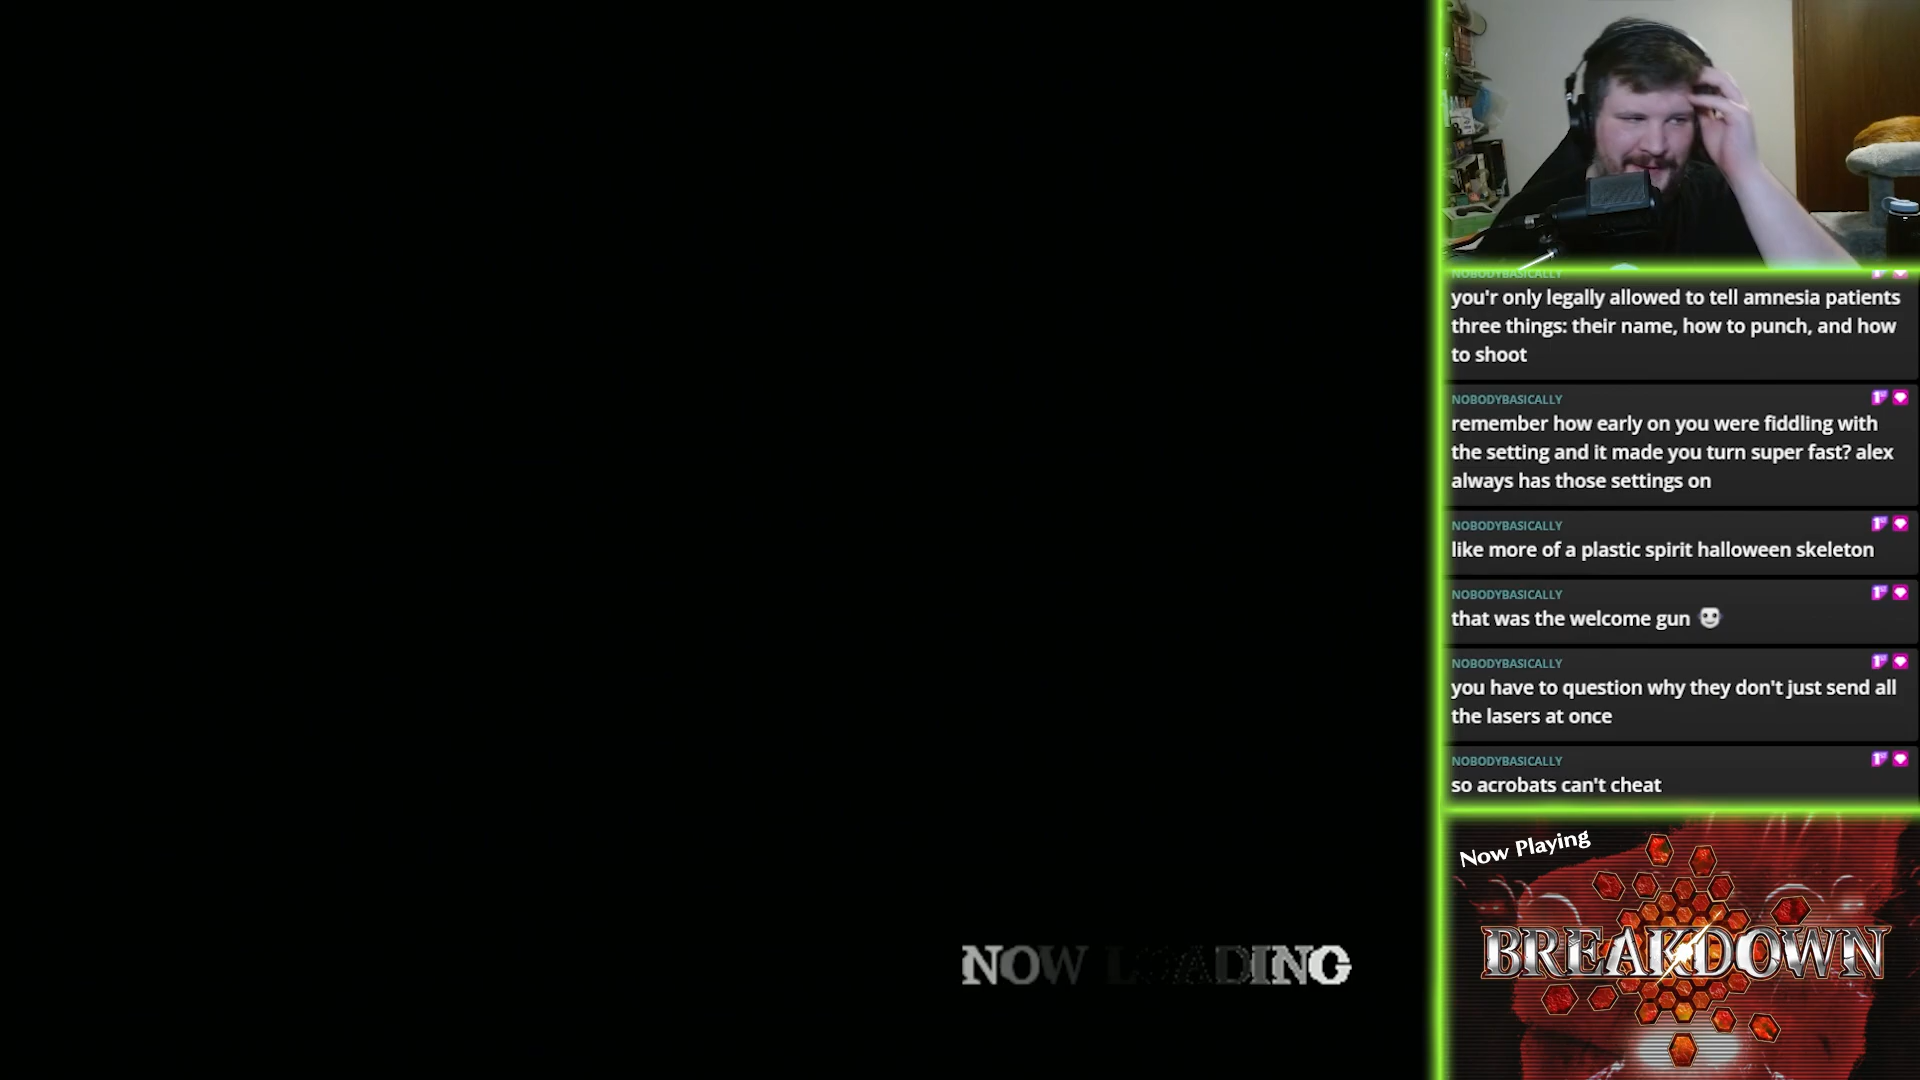 NOW LOADING
NOBODYBASICALLY
you'r only legally allowed to tell amnesia patients
three things: their name, how to punch, and how
to shoot
NOBODYBASICALLY
remember how early on you were fiddling with
the setting and it made you turn super fast? alex
always has those settings on
NOBODYBASICALLY
like more of a plastic spirit halloween skeleton
NOBODYBASICALLY
that was the welcome gun
NOBODYBASICALLY
you have to question why they don't just send all
the lasers at once
NOBODYBASICALLY
so acrobats can't cheat
Now Playing
BREAKDOWN